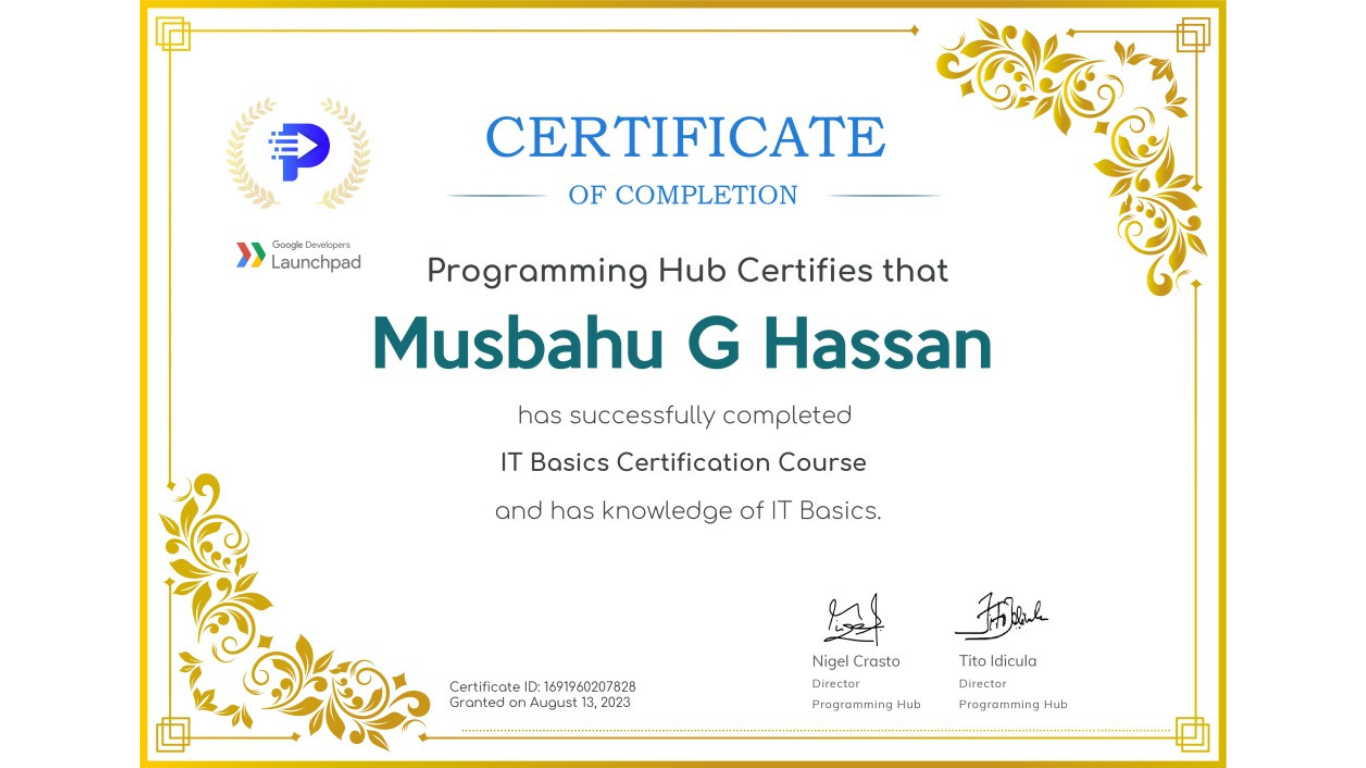 CERTIFICATE
OF COMPLETION
Google Developers
Launchpad
Programming Hub Certifies that
Musbahu G Hassan
has successfully completed
IT Basics Certification Course
and has knowledge of IT Basics.
Nigel Crasto
Director
Programming Hub
Tito Idicula
Director
Programming Hub
Certificate ID: 1691960207828
Granted on August 13, 2023